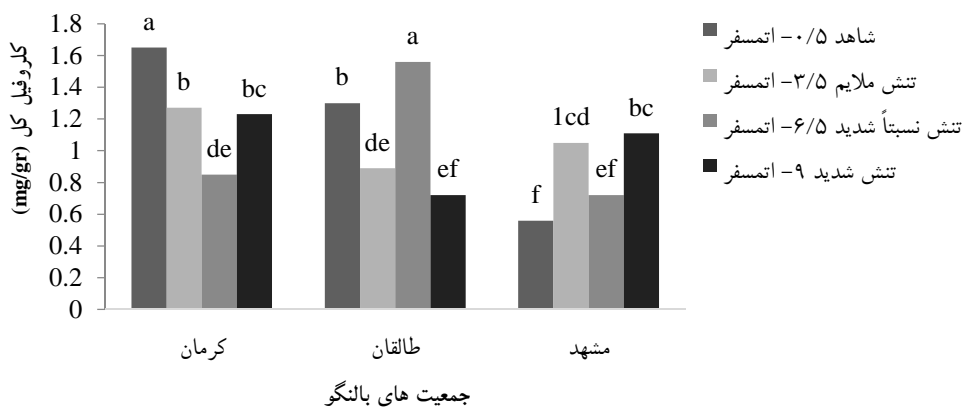 کلروفیل کل (mg/gr)
1.8
1.6
1.4
1.2
1
0.8
0.6
0.4
0.2
0
a
b
de
bc
b
de
a
ef
f
1cd
ef
bc
کرمان
طالقان
مشهد
جمعیت های بالنگو
شاهد ۰/۵- اتمسفر
تنش ملایم ۳/۵- اتمسفر
تنش نسبتاً شدید ۶/۵- اتمسفر
تنش شدید ۹- اتمسفر